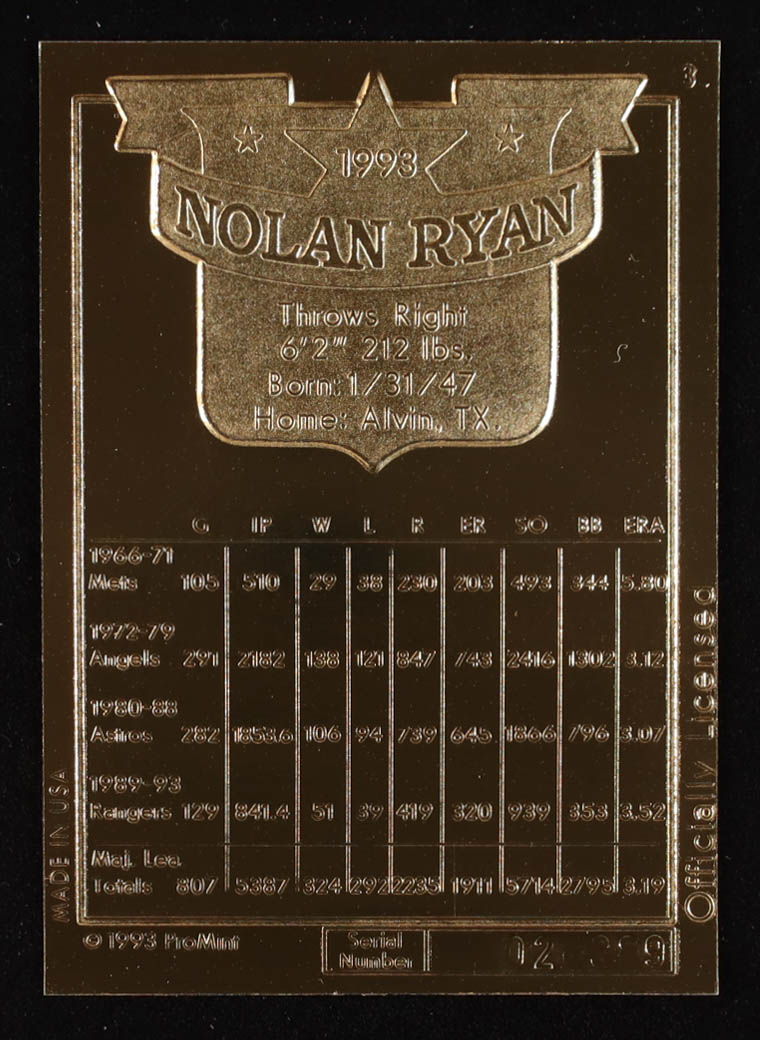 3.
1993
NOLAN RYAN
Throws Right
6'2"' 212 lbs.
Born: 1/31/47
Home: Alvin, TX.
G IP W L R ER SO BB ERA
1966-71
Mets 105 510 29 38 230 203 493 344 5.80
1972-79
Angels 291 2182 138 121 847 743 2416 1302 3.12
1980-88
Astros 282 1853.6 106 94 739 645 1866 796 3.07
1989-93
Rangers 129 841.4 51 39 419 320 939 353 3.52
Maj. Lea.
Totals 807 5387 324 292 2235 1911 5714 2795 3.19
MADE IN USA
Officially Licensed
© 1993 ProMint
Serial
Number